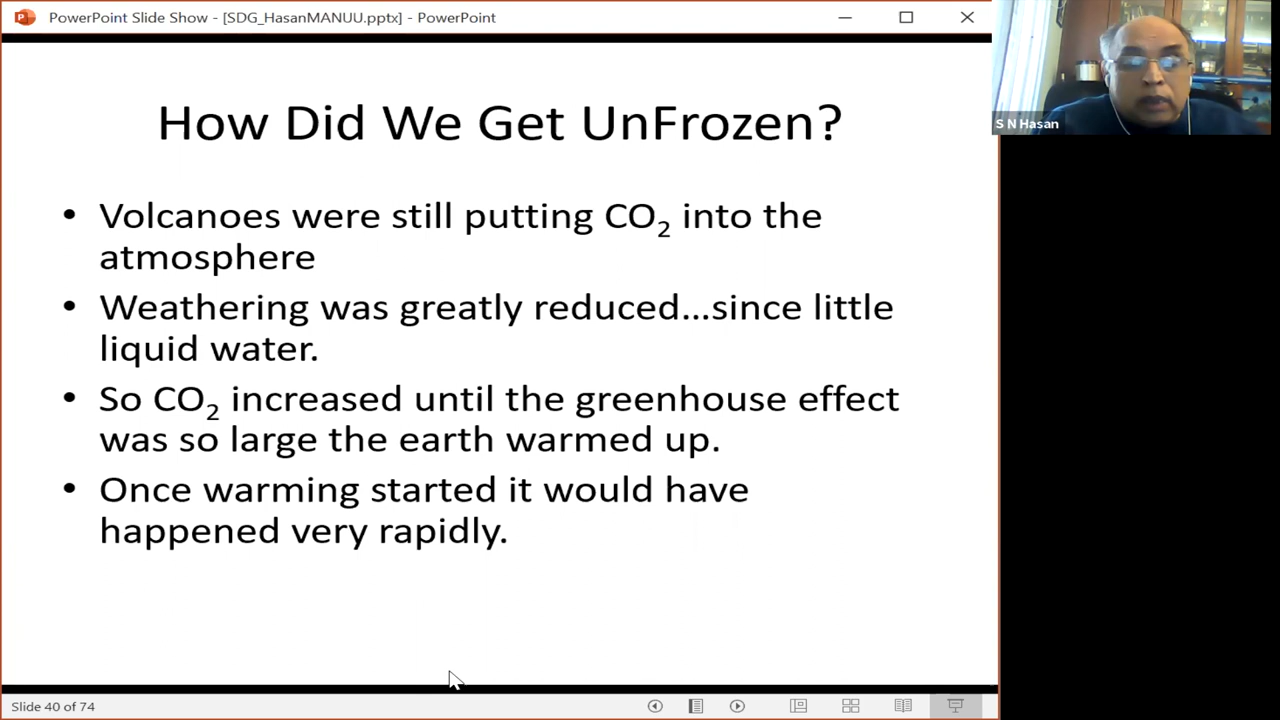 PowerPoint Slide Show - [SDG_HasanMANUU.pptx] - PowerPoint
S N Hasan
How Did We Get UnFrozen?
• Volcanoes were still putting CO₂ into the
atmosphere
• Weathering was greatly reduced...since little
liquid water.
• So CO₂ increased until the greenhouse effect
was so large the earth warmed up.
• Once warming started it would have
happened very rapidly.
Slide 40 of 74